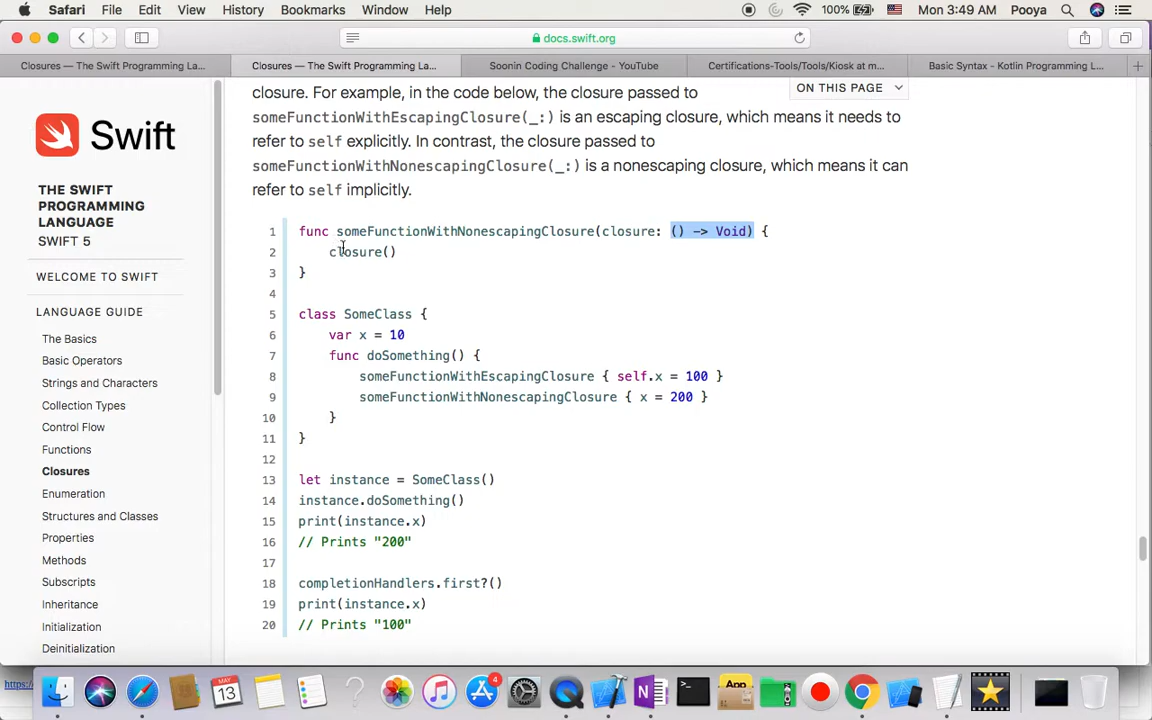 Safari File Edit View History Bookmarks Window Help 100% Mon 3:49 AM Pooya
docs.swift.org
Closures — The Swift Programming La... Closures — The Swift Programming La... Soonin Coding Challenge - YouTube Certifications-Tools/Tools/Kiosk at m... Basic Syntax - Kotlin Programming L...
Swift
THE SWIFT
PROGRAMMING
LANGUAGE
SWIFT 5
WELCOME TO SWIFT
LANGUAGE GUIDE
The Basics
Basic Operators
Strings and Characters
Collection Types
Control Flow
Functions
Closures
Enumeration
Structures and Classes
Properties
Methods
Subscripts
Inheritance
Initialization
Deinitialization
ON THIS PAGE
closure. For example, in the code below, the closure passed to
someFunctionWithEscapingClosure(_:) is an escaping closure, which means it needs to
refer to self explicitly. In contrast, the closure passed to
someFunctionWithNonescapingClosure(_:) is a nonescaping closure, which means it can
refer to self implicitly.
1 func someFunctionWithNonescapingClosure(closure: () -> Void) {
2 closure()
3 }
4
5 class SomeClass {
6 var x = 10
7 func doSomething() {
8 someFunctionWithEscapingClosure { self.x = 100 }
9 someFunctionWithNonescapingClosure { x = 200 }
10 }
11 }
12
13 let instance = SomeClass()
14 instance.doSomething()
15 print(instance.x)
16 // Prints "200"
17
18 completionHandlers.first?()
19 print(instance.x)
20 // Prints "100"
https:/
MAY
13
4
App